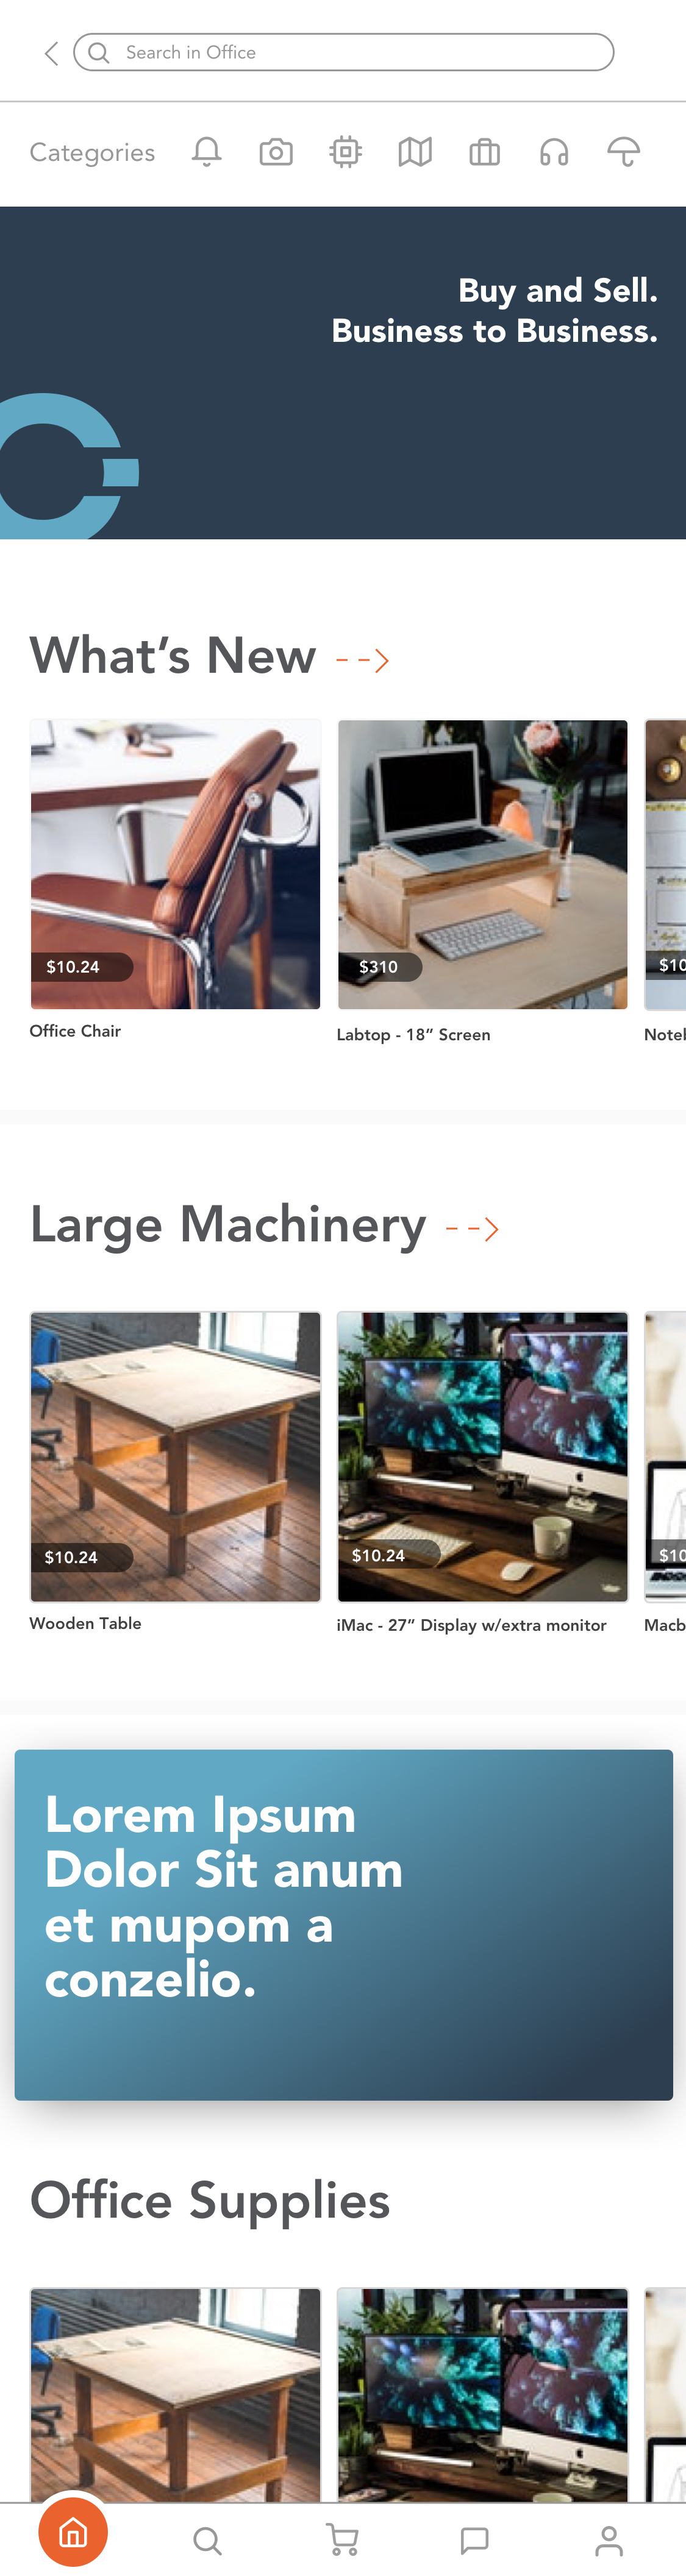 Search in Office
Categories
Buy and Sell.
Business to Business.
What’s New
$10.24
$310
$10
Office Chair
Labtop - 18” Screen
Large Machinery
$10.24
$10.24
$10
Wooden Table
iMac - 27” Display w/extra monitor
Macb
Lorem Ipsum
Dolor Sit anum
et mupom a
conzelio.
Office Supplies